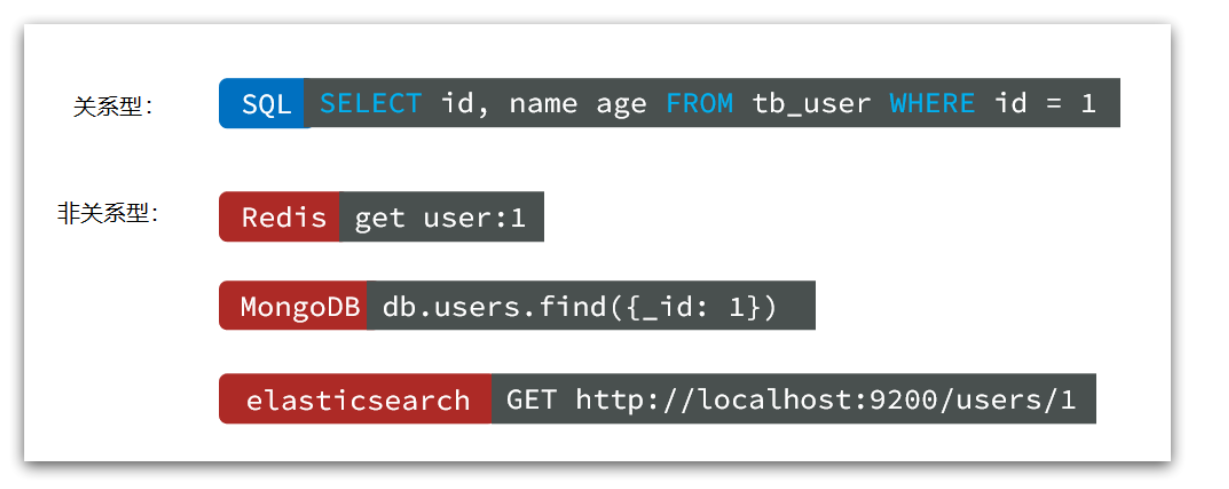 关系型： SQL SELECT id, name age FROM tb_user WHERE id = 1
非关系型： Redis get user:1
MongoDB db.users.find({_id: 1})
elasticsearch GET http://localhost:9200/users/1